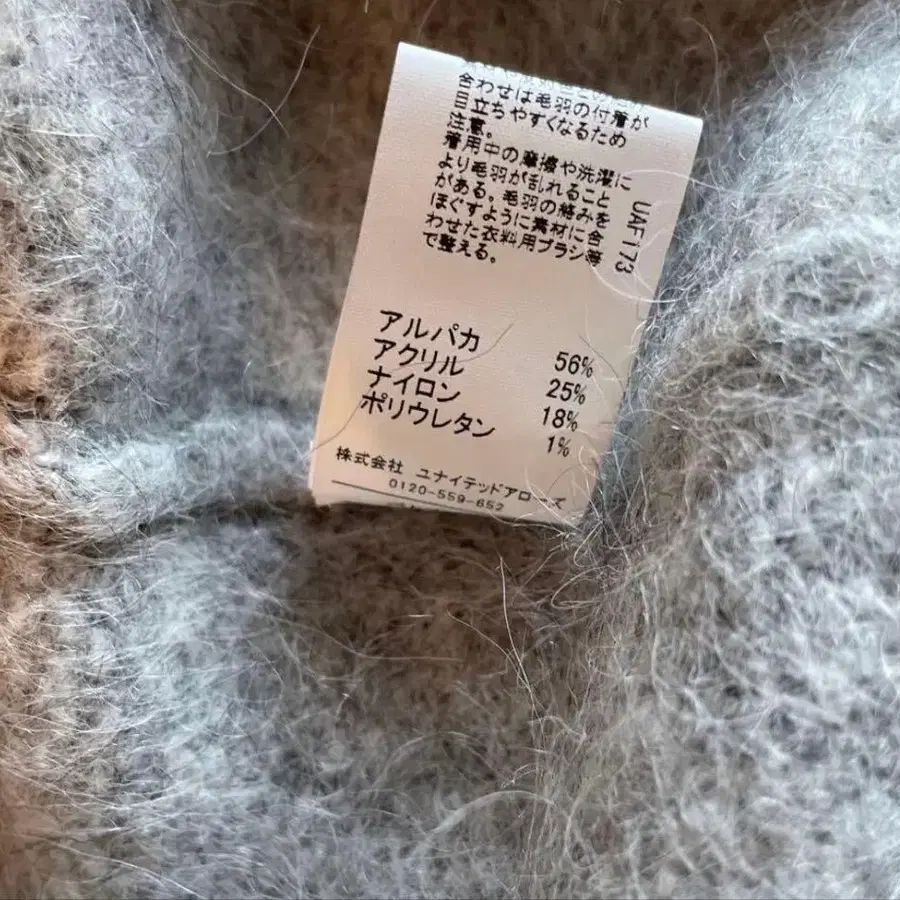 合わせは毛羽の付着が
目立ちやすくなるため
注意。
着用中の摩擦や洗濯に
より毛羽が乱れること
がある。毛羽の絡みを
ほぐすように素材に合
わせた衣料用ブラシ等
で整える。
UAF173
アルパカ 56%
アクリル 25%
ナイロン 18%
ポリウレタン 1%
株式会社 ユナイテッドアローズ
0120-559-652